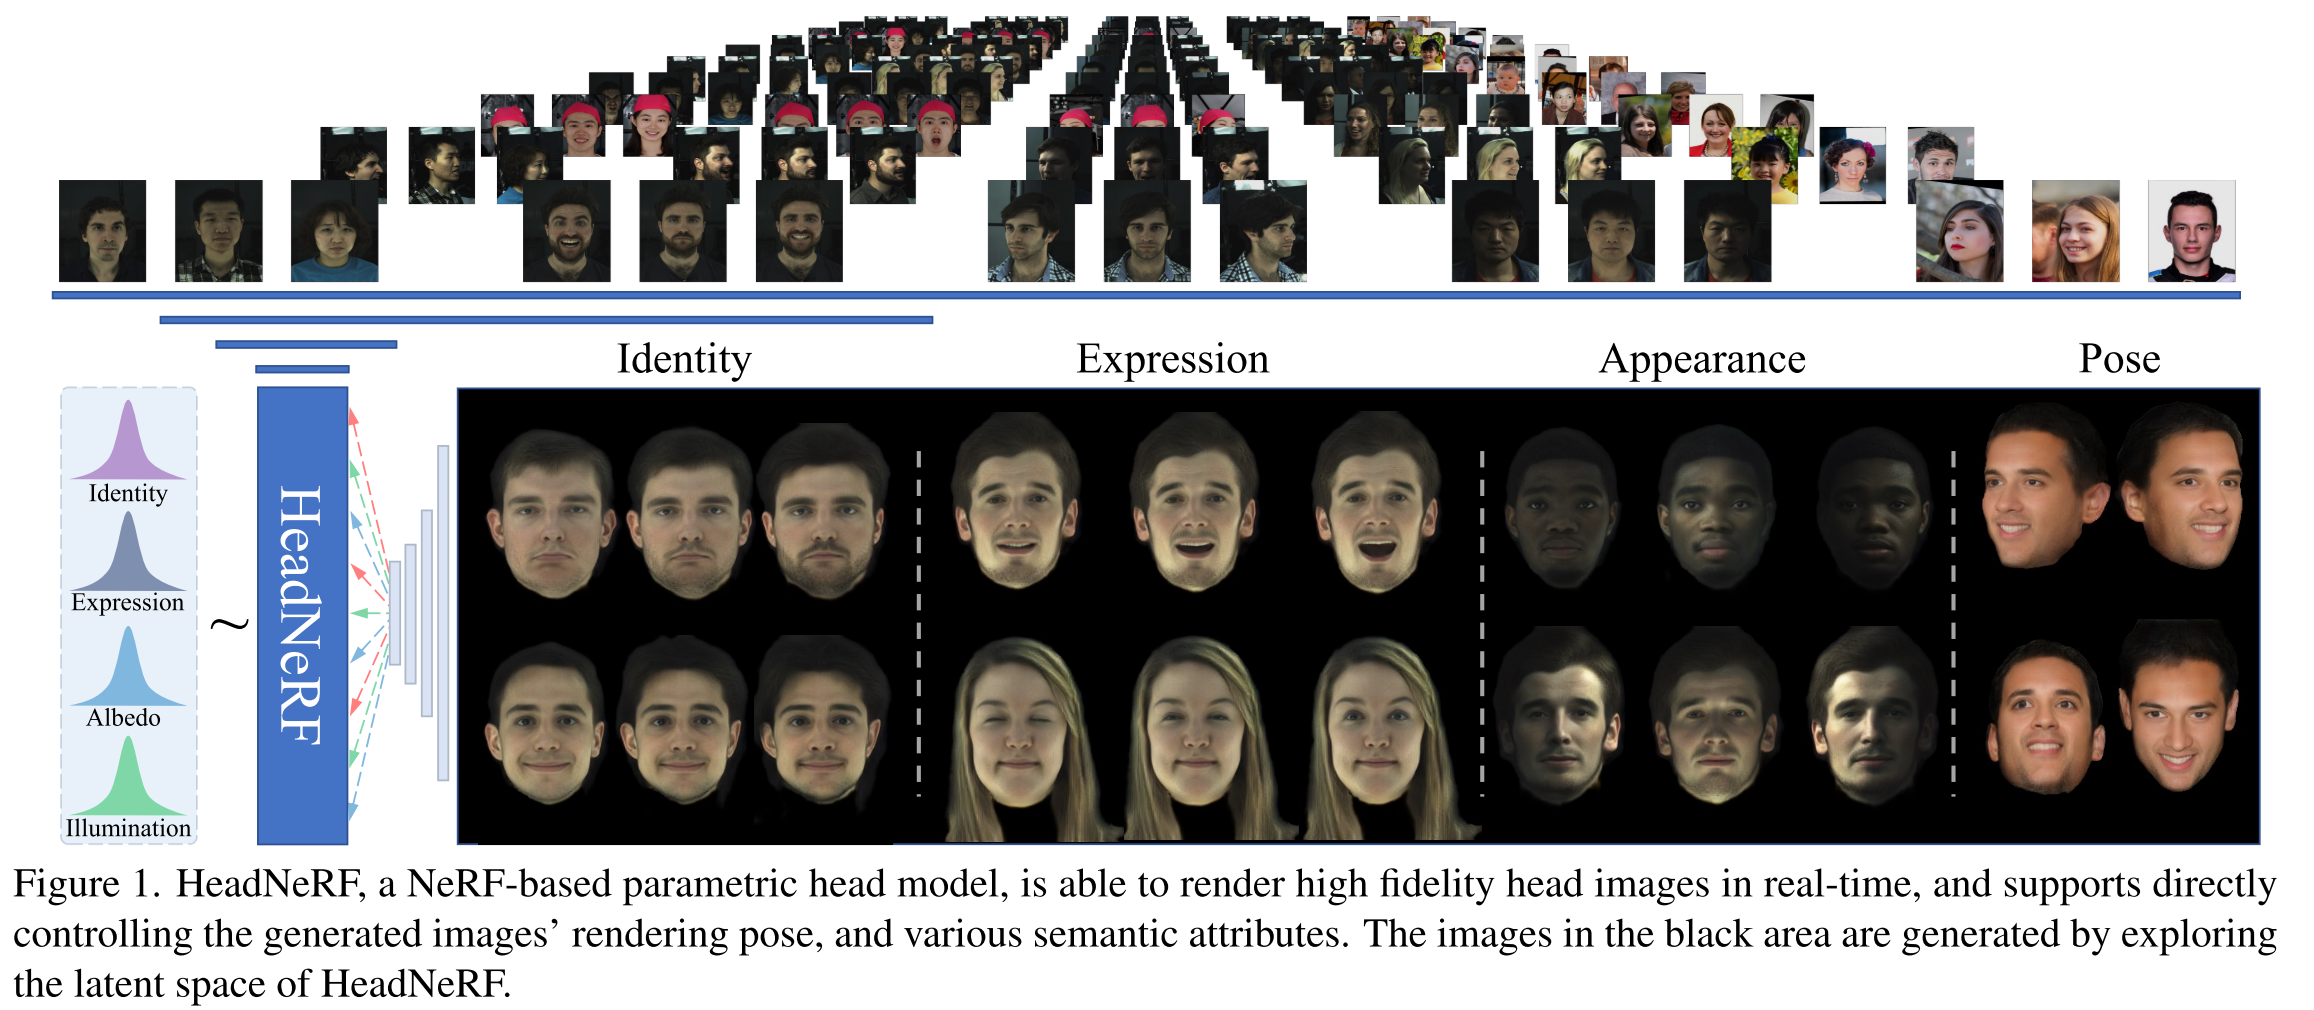 Identity
Expression
Appearance
Pose
Identity
Expression
Albedo
Illumination
~
HeadNeRF
Figure 1. HeadNeRF, a NeRF-based parametric head model, is able to render high fidelity head images in real-time, and supports directly
controlling the generated images’ rendering pose, and various semantic attributes. The images in the black area are generated by exploring
the latent space of HeadNeRF.